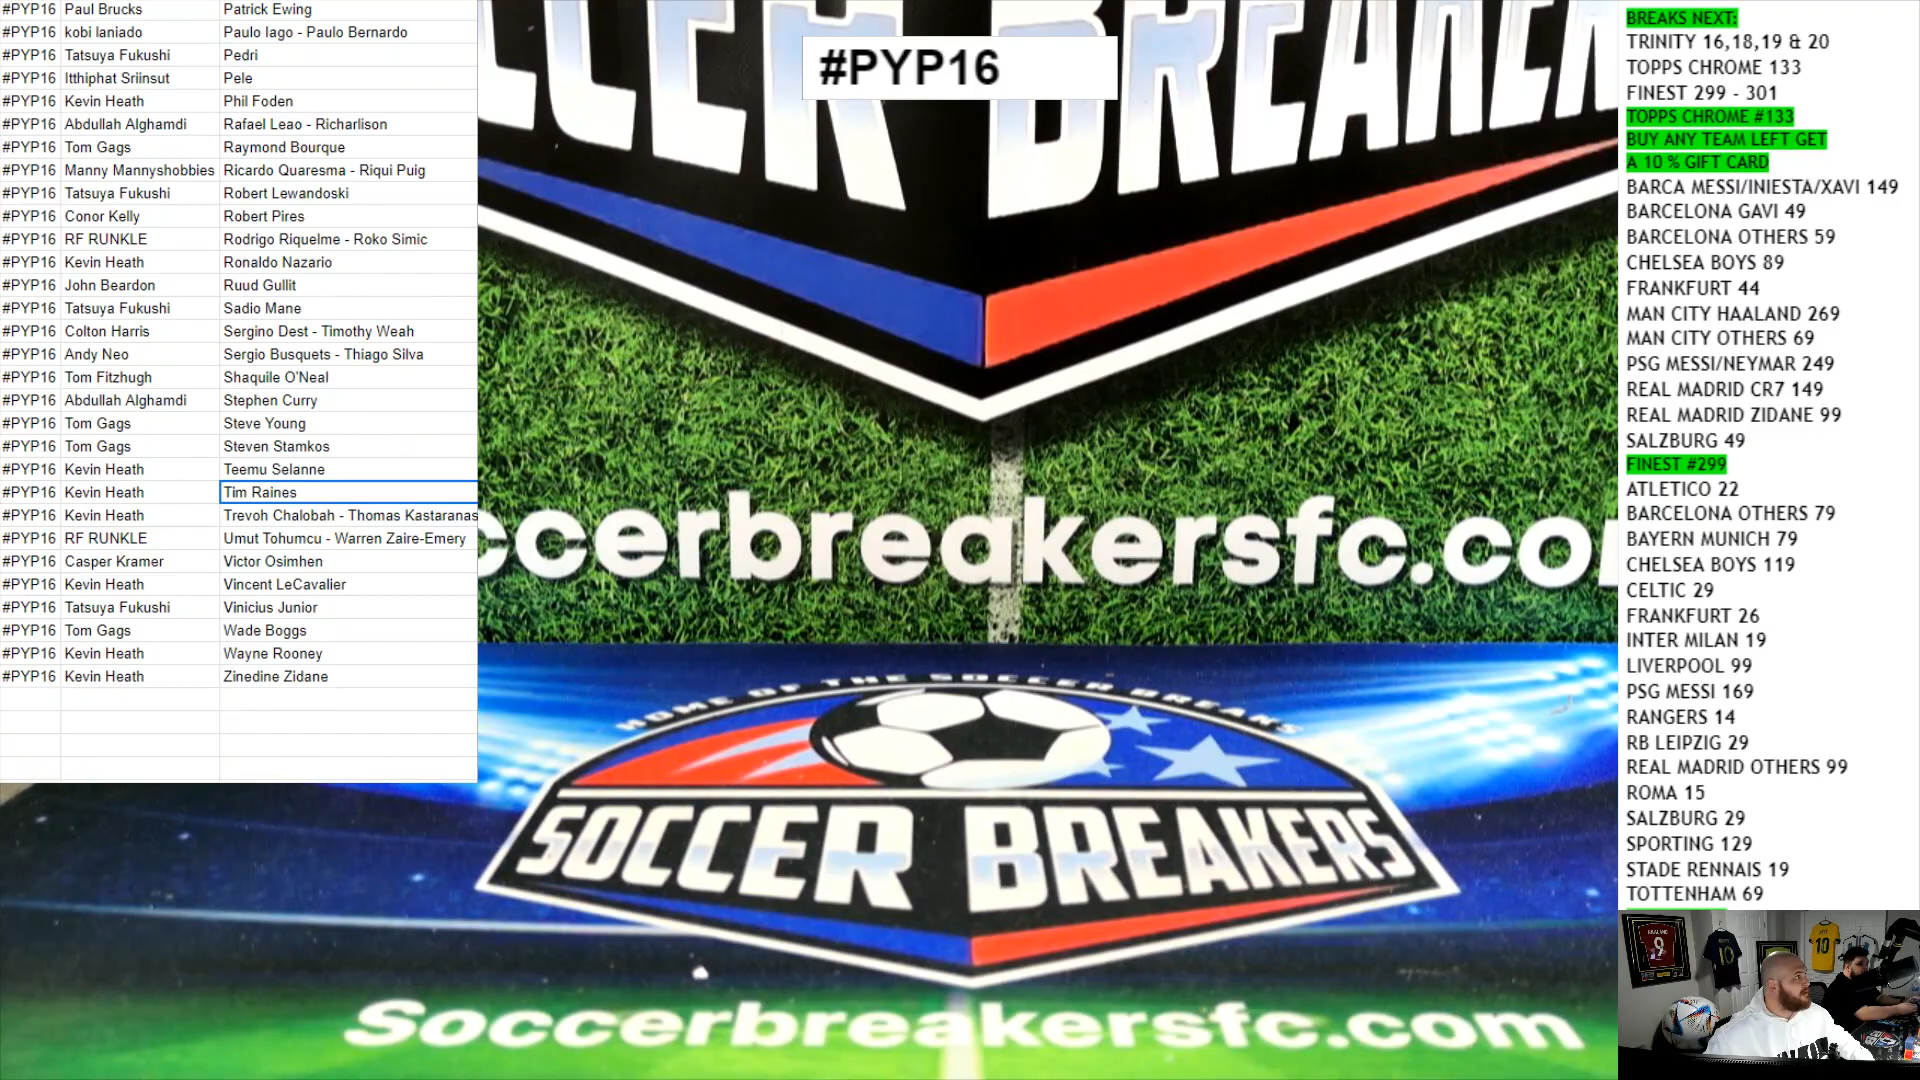 #PYP16 Paul Brucks Patrick Ewing
#PYP16 kobi laniado Paulo Iago - Paulo Bernardo
#PYP16 Tatsuya Fukushi Pedri
#PYP16 Itthiphat Sriinsut Pele
#PYP16 Kevin Heath Phil Foden
#PYP16 Abdullah Alghamdi Rafael Leao - Richarlison
#PYP16 Tom Gags Raymond Bourque
#PYP16 Manny Mannyshobbies Ricardo Quaresma - Riqui Puig
#PYP16 Tatsuya Fukushi Robert Lewandoski
#PYP16 Conor Kelly Robert Pires
#PYP16 RF RUNKLE Rodrigo Riquelme - Roko Simic
#PYP16 Kevin Heath Ronaldo Nazario
#PYP16 John Beardon Ruud Gullit
#PYP16 Tatsuya Fukushi Sadio Mane
#PYP16 Colton Harris Sergino Dest - Timothy Weah
#PYP16 Andy Neo Sergio Busquets - Thiago Silva
#PYP16 Tom Fitzhugh Shaquile O'Neal
#PYP16 Abdullah Alghamdi Stephen Curry
#PYP16 Tom Gags Steve Young
#PYP16 Tom Gags Steven Stamkos
#PYP16 Kevin Heath Teemu Selanne
#PYP16 Kevin Heath Tim Raines
#PYP16 Kevin Heath Trevoh Chalobah - Thomas Kastaranas
#PYP16 RF RUNKLE Umut Tohumcu - Warren Zaire-Emery
#PYP16 Casper Kramer Victor Osimhen
#PYP16 Kevin Heath Vincent LeCavalier
#PYP16 Tatsuya Fukushi Vinicius Junior
#PYP16 Tom Gags Wade Boggs
#PYP16 Kevin Heath Wayne Rooney
#PYP16 Kevin Heath Zinedine Zidane
#PYP16
CCER BREAKER
ccerbreakersfc.co
HOME OF THE SOCCER BREAKS
SOCCER BREAKERS
Soccerbreakersfc.com
BREAKS NEXT:
TRINITY 16,18,19 & 20
TOPPS CHROME 133
FINEST 299 - 301
TOPPS CHROME #133
BUY ANY TEAM LEFT GET
A 10 % GIFT CARD
BARCA MESSI/INIESTA/XAVI 149
BARCELONA GAVI 49
BARCELONA OTHERS 59
CHELSEA BOYS 89
FRANKFURT 44
MAN CITY HAALAND 269
MAN CITY OTHERS 69
PSG MESSI/NEYMAR 249
REAL MADRID CR7 149
REAL MADRID ZIDANE 99
SALZBURG 49
FINEST #299
ATLETICO 22
BARCELONA OTHERS 79
BAYERN MUNICH 79
CHELSEA BOYS 119
CELTIC 29
FRANKFURT 26
INTER MILAN 19
LIVERPOOL 99
PSG MESSI 169
RANGERS 14
RB LEIPZIG 29
REAL MADRID OTHERS 99
ROMA 15
SALZBURG 29
SPORTING 129
STADE RENNAIS 19
TOTTENHAM 69
HAALAND
9
10
10